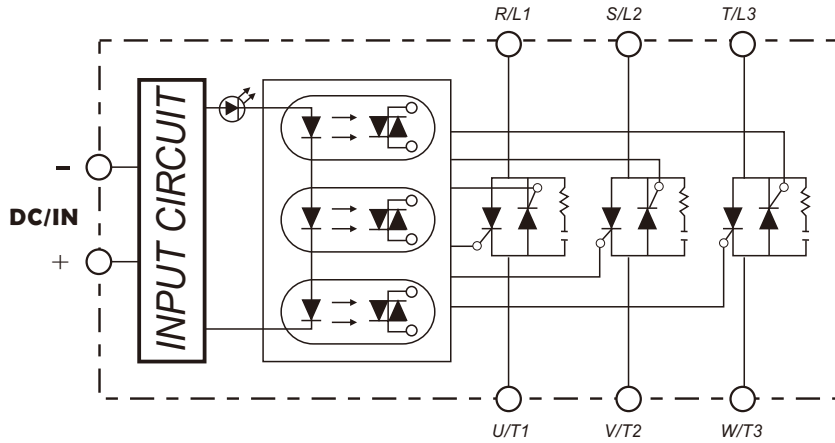 R/L1 S/L2 T/L3
INPUT CIRCUIT
-
DC/IN
+
U/T1 V/T2 W/T3